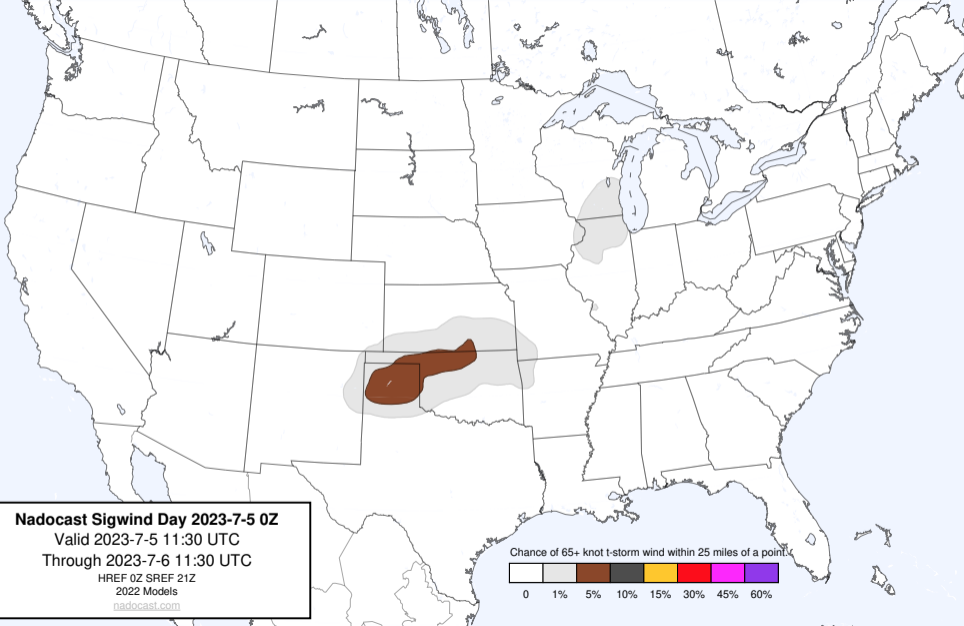 Nadocast Sigwind Day 2023-7-5 0Z
Valid 2023-7-5 11:30 UTC
Through 2023-7-6 11:30 UTC
HREF 0Z SREF 21Z
2022 Models
nadocast.com
Chance of 65+ knot t-storm wind within 25 miles of a point.
0 1% 5% 10% 15% 30% 45% 60%